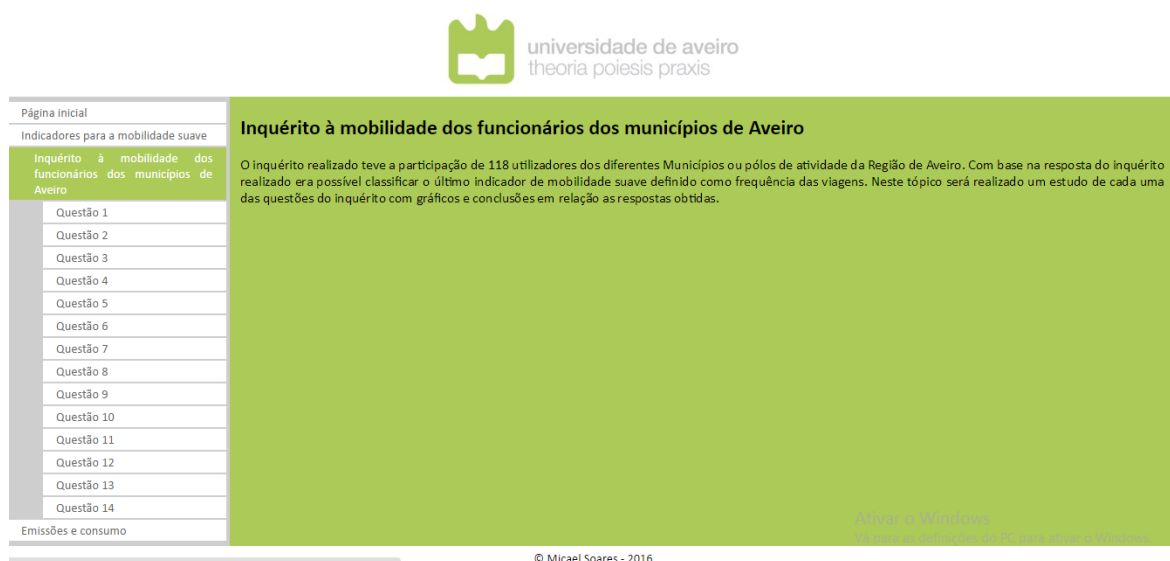 universidade de aveiro
theoria poiesis praxis
Página inicial
Indicadores para a mobilidade suave
Inquérito à mobilidade dos
funcionários dos municípios de
Aveiro
Questão 1
Questão 2
Questão 3
Questão 4
Questão 5
Questão 6
Questão 7
Questão 8
Questão 9
Questão 10
Questão 11
Questão 12
Questão 13
Questão 14
Emissões e consumo
Inquérito à mobilidade dos funcionários dos municípios de Aveiro
O inquérito realizado teve a participação de 118 utilizadores dos diferentes Municípios ou pólos de atividade da Região de Aveiro. Com base na resposta do inquérito
realizado era possível classificar o último indicador de mobilidade suave definido como frequência das viagens. Neste tópico será realizado um estudo de cada uma
das questões do inquérito com gráficos e conclusões em relação as respostas obtidas.
Ativar o Windows
Vá para as definições do PC para ativar o Windows.
© Micael Soares - 2016